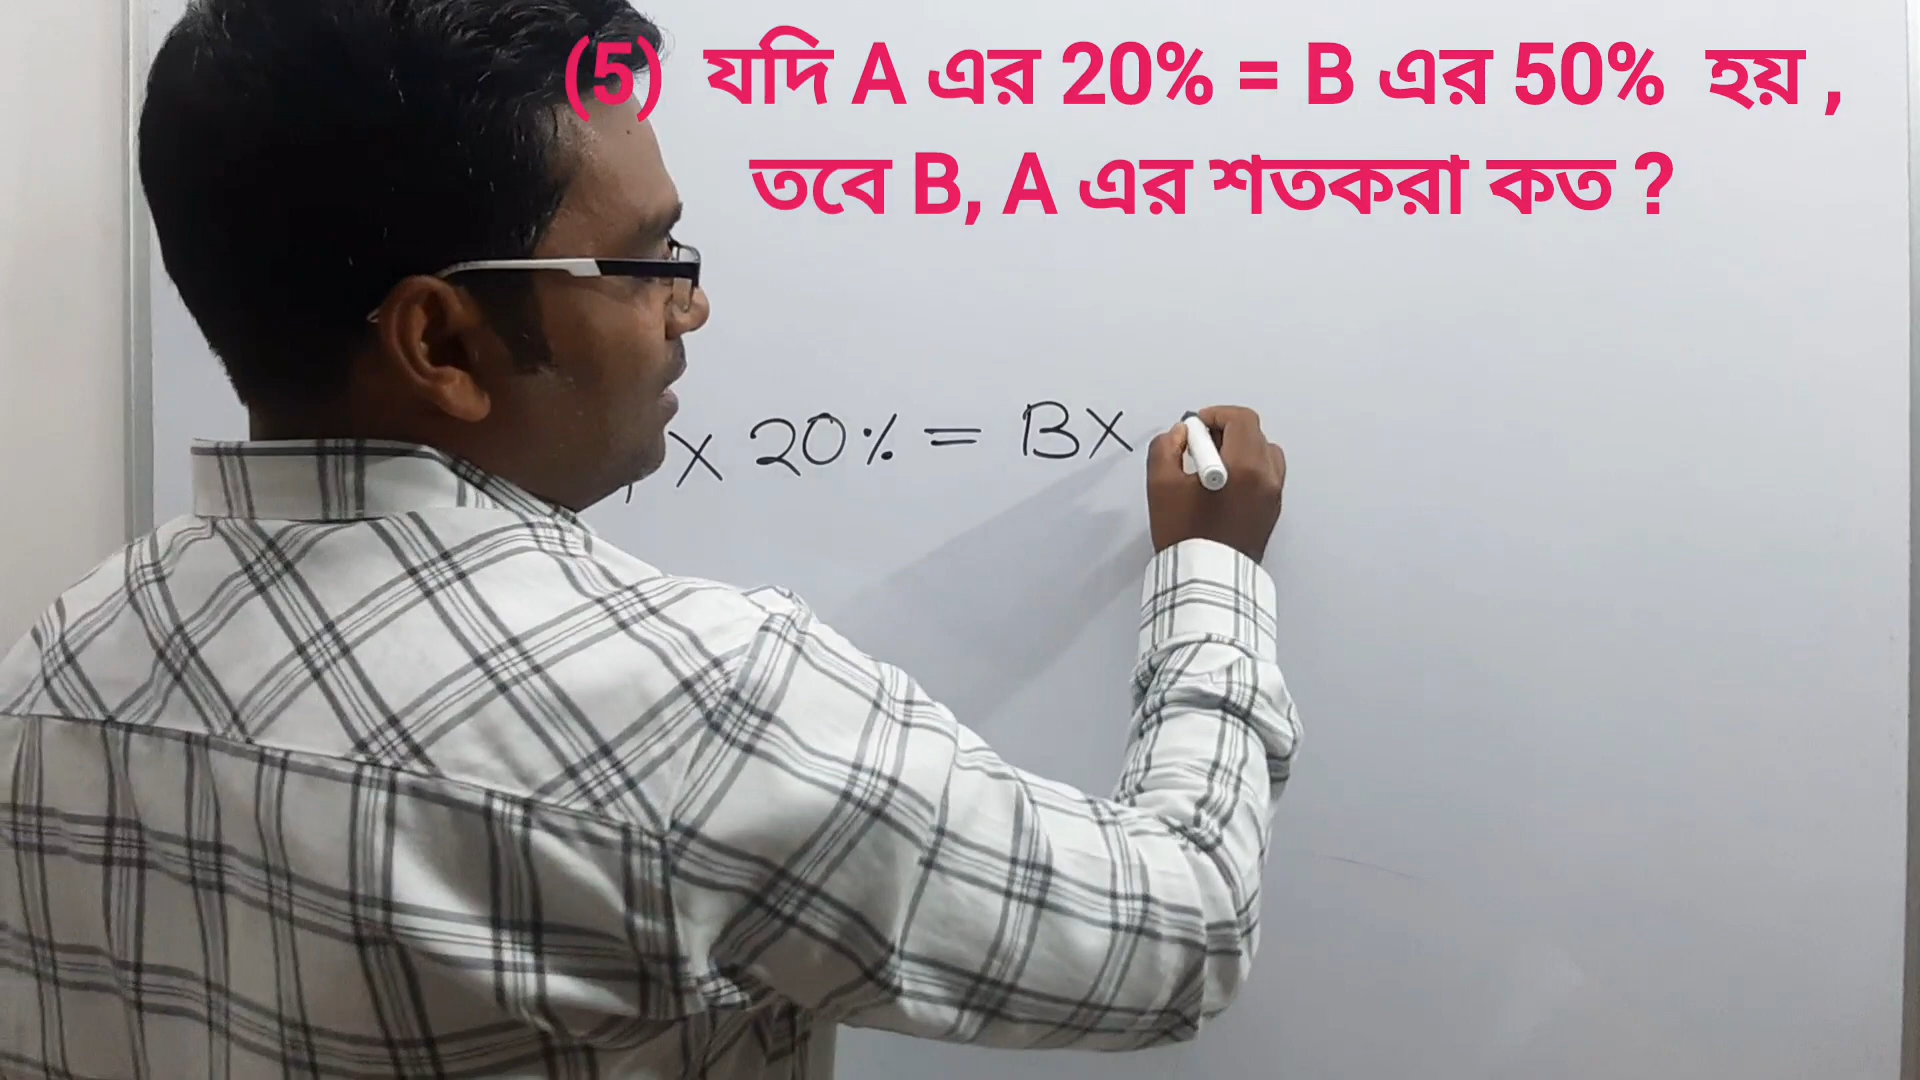 (5) যদি A এর 20% = B এর 50% হয় ,
তবে B, A এর শতকরা কত ?
× 20% = B×